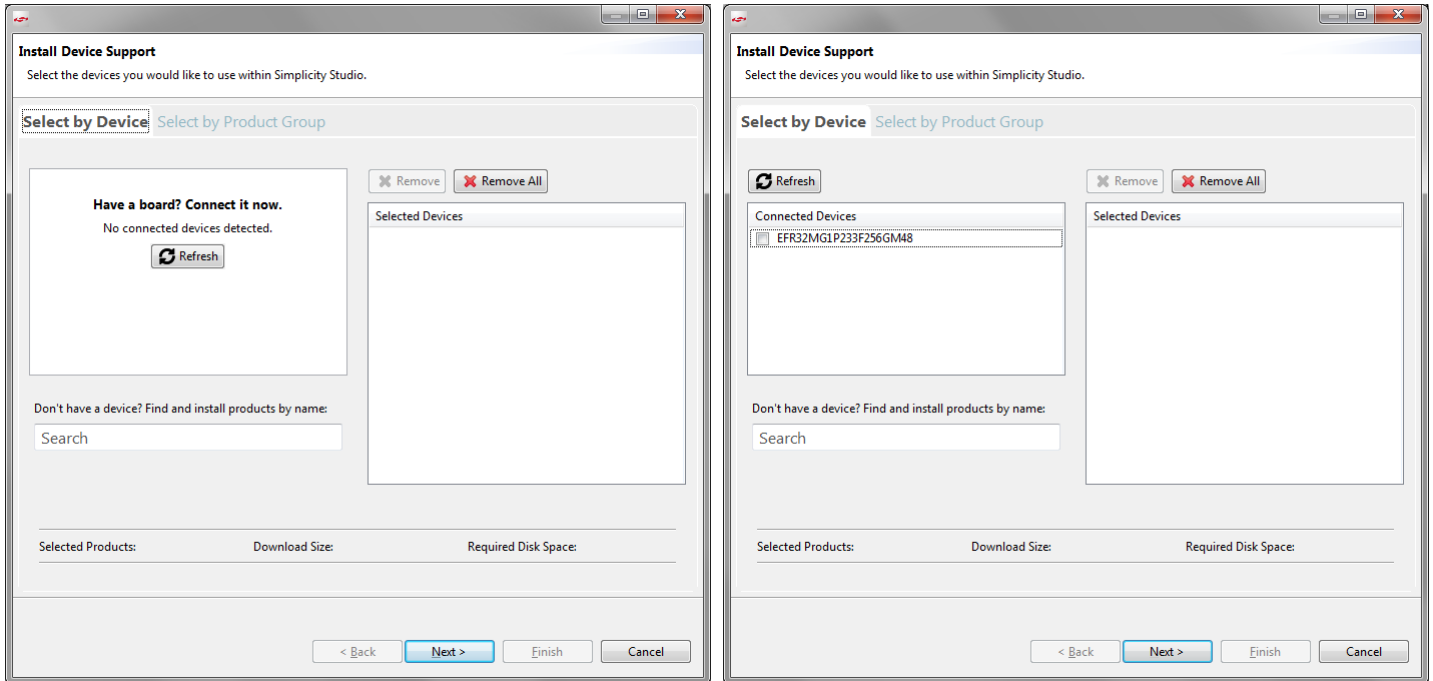 Install Device Support
Select the devices you would like to use within Simplicity Studio.
Select by Device Select by Product Group
Remove Remove All
Have a board? Connect it now.
No connected devices detected.
Refresh
Selected Devices
Don't have a device? Find and install products by name:
Search
Selected Products: Download Size: Required Disk Space:
< Back Next > Finish Cancel
Install Device Support
Select the devices you would like to use within Simplicity Studio.
Select by Device Select by Product Group
Refresh Remove Remove All
Connected Devices Selected Devices
EFR32MG1P233F256GM48
Don't have a device? Find and install products by name:
Search
Selected Products: Download Size: Required Disk Space:
< Back Next > Finish Cancel